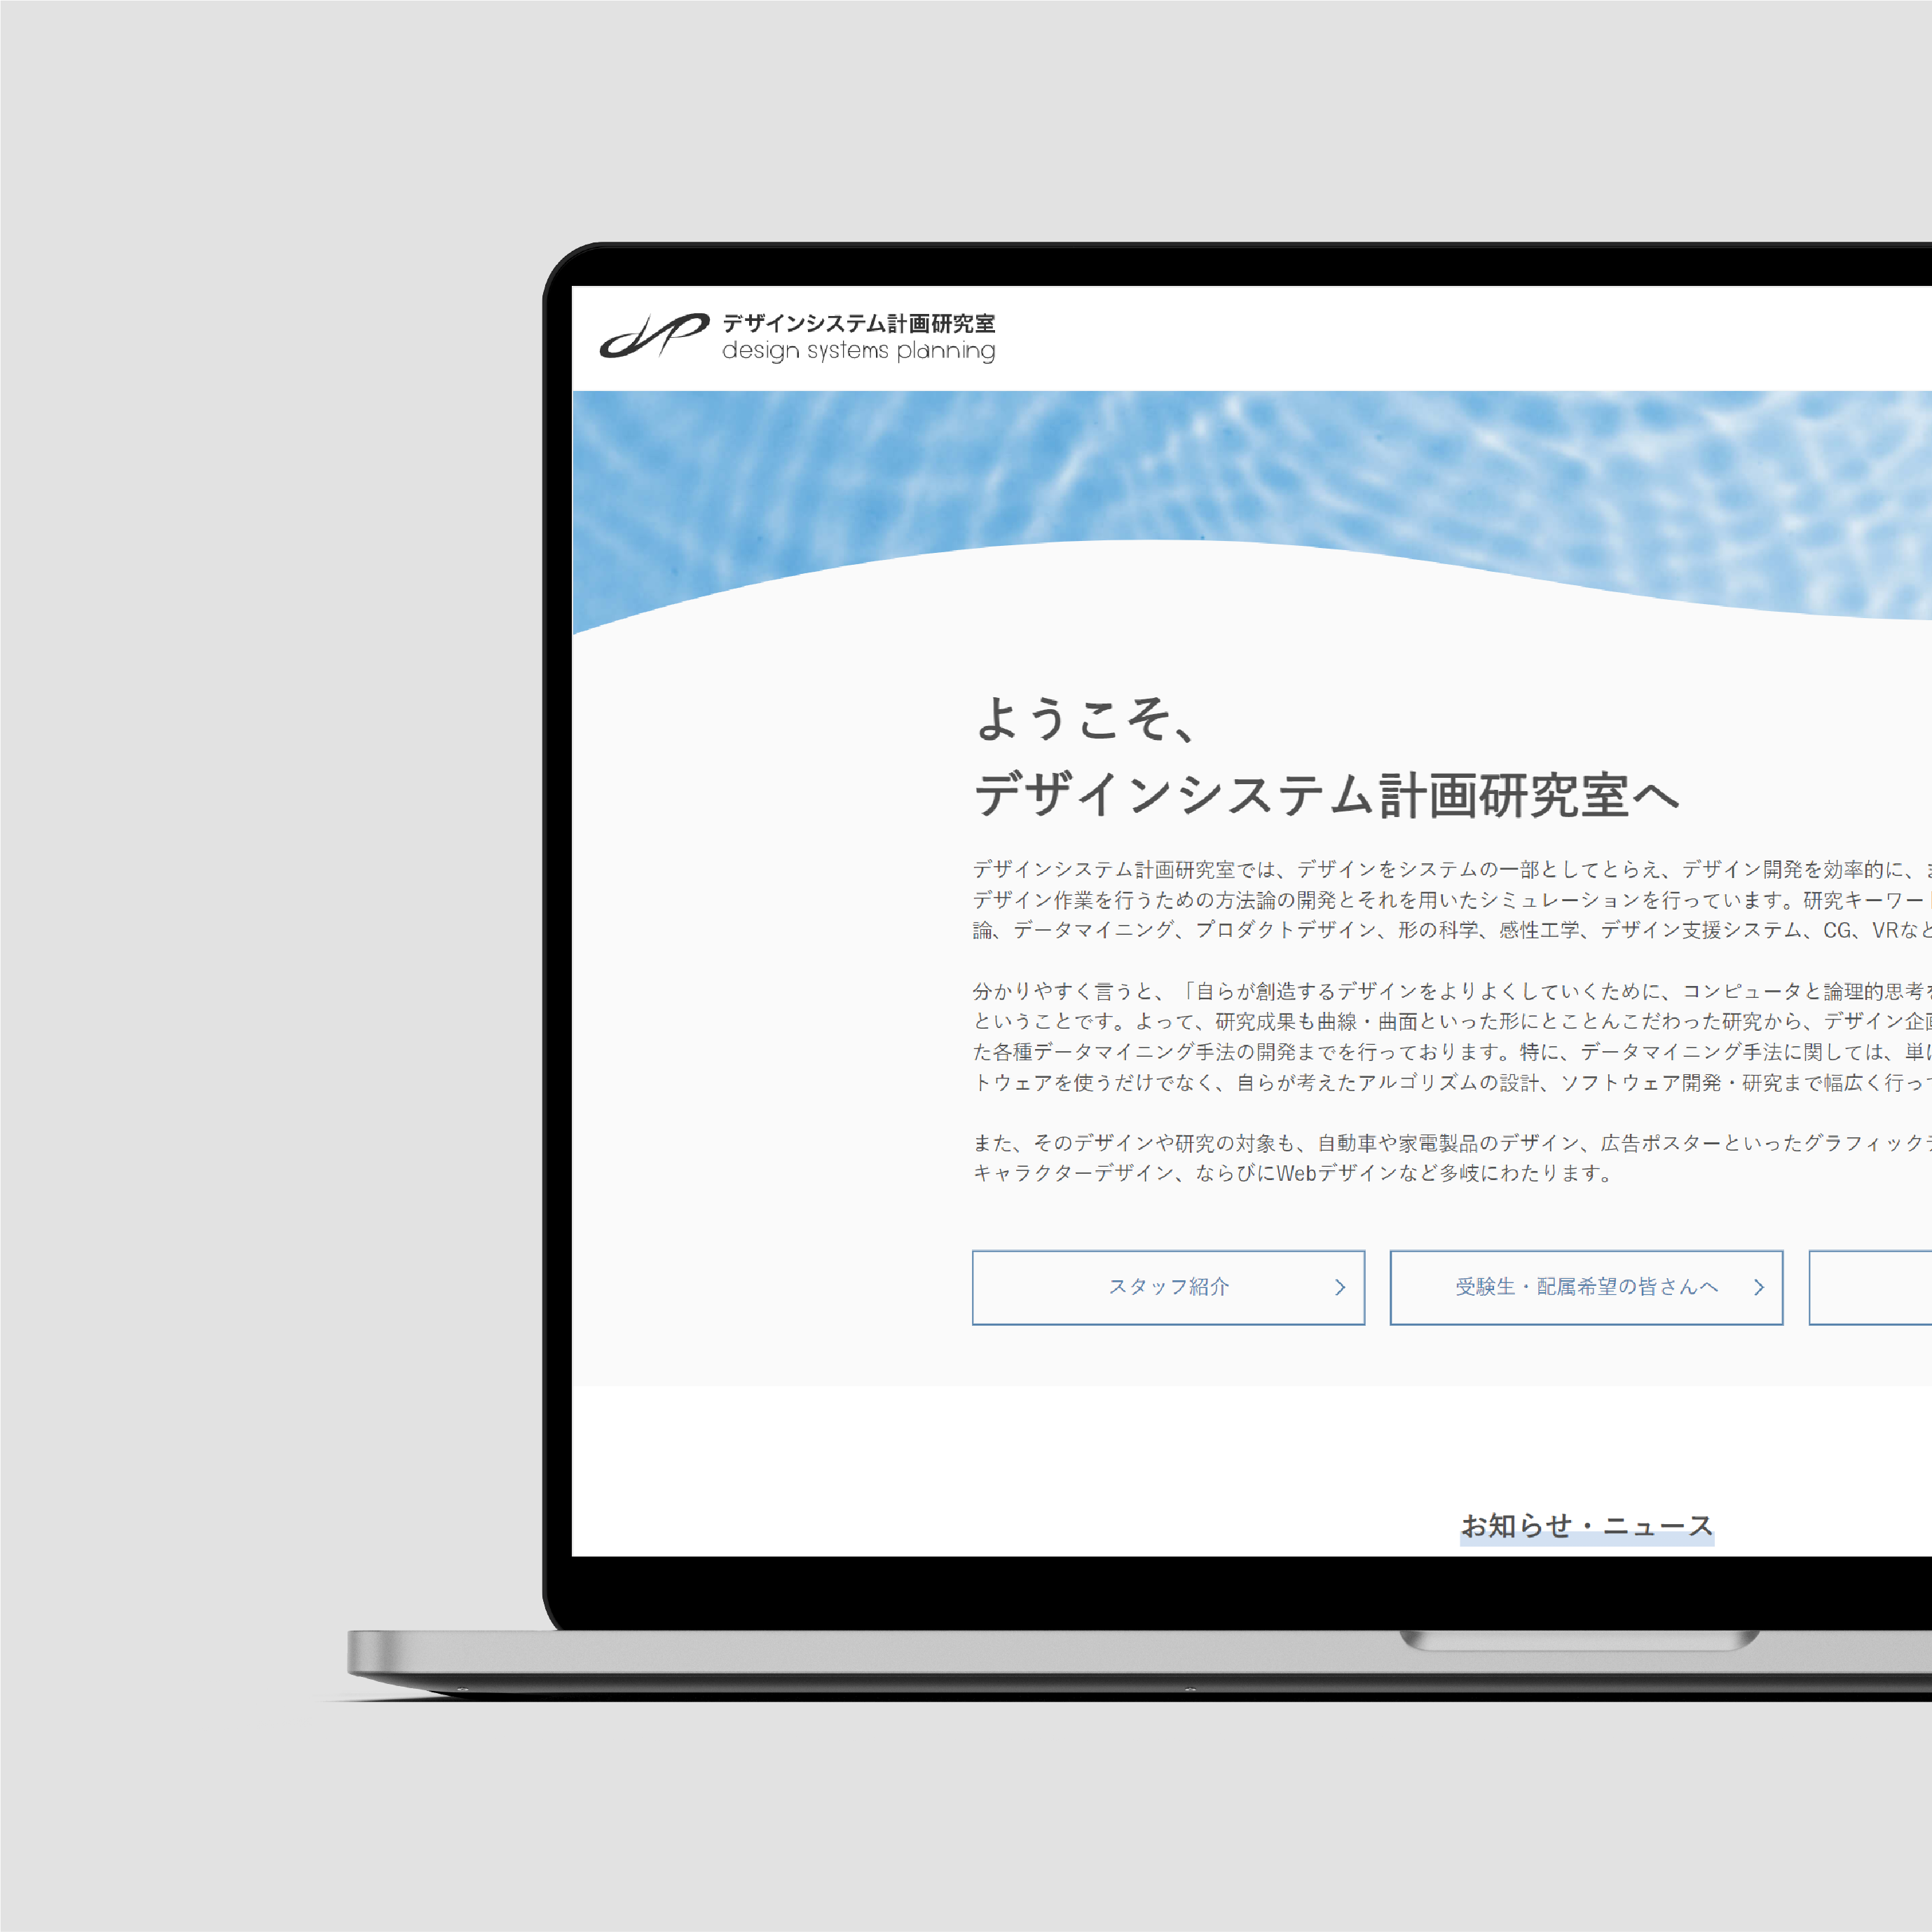 デザインシステム計画研究室
design systems planning
ようこそ、
デザインシステム計画研究室へ
デザインシステム計画研究室では、デザインをシステムの一部としてとらえ、デザイン開発を効率的に、
デザイン作業を行うための方法論の開発とそれを用いたシミュレーションを行っています。研究キーワー
論、データマイニング、プロダクトデザイン、形の科学、感性工学、デザイン支援システム、CG、VRなど
分かりやすく言うと、「自らが創造するデザインをよりよくしていくために、コンピュータと論理的思考を
ということです。よって、研究成果も曲線・曲面といった形にとことんこだわった研究から、デザイン企画
た各種データマイニング手法の開発までを行っております。特に、データマイニング手法に関しては、単に
トウェアを使うだけでなく、自らが考えたアルゴリズムの設計、ソフトウェア開発・研究まで幅広く行って
また、そのデザインや研究の対象も、自動車や家電製品のデザイン、広告ポスターといったグラフィックデ
キャラクターデザイン、ならびにWebデザインなど多岐にわたります。
スタッフ紹介
受験生・配属希望の皆さんへ
お知らせ・ニュース